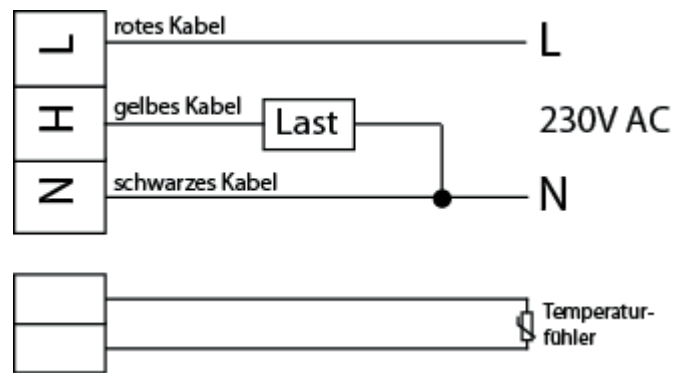 L rotes Kabel L
H gelbes Kabel Last 230V AC
N schwarzes Kabel N
Temperatur-
fühler